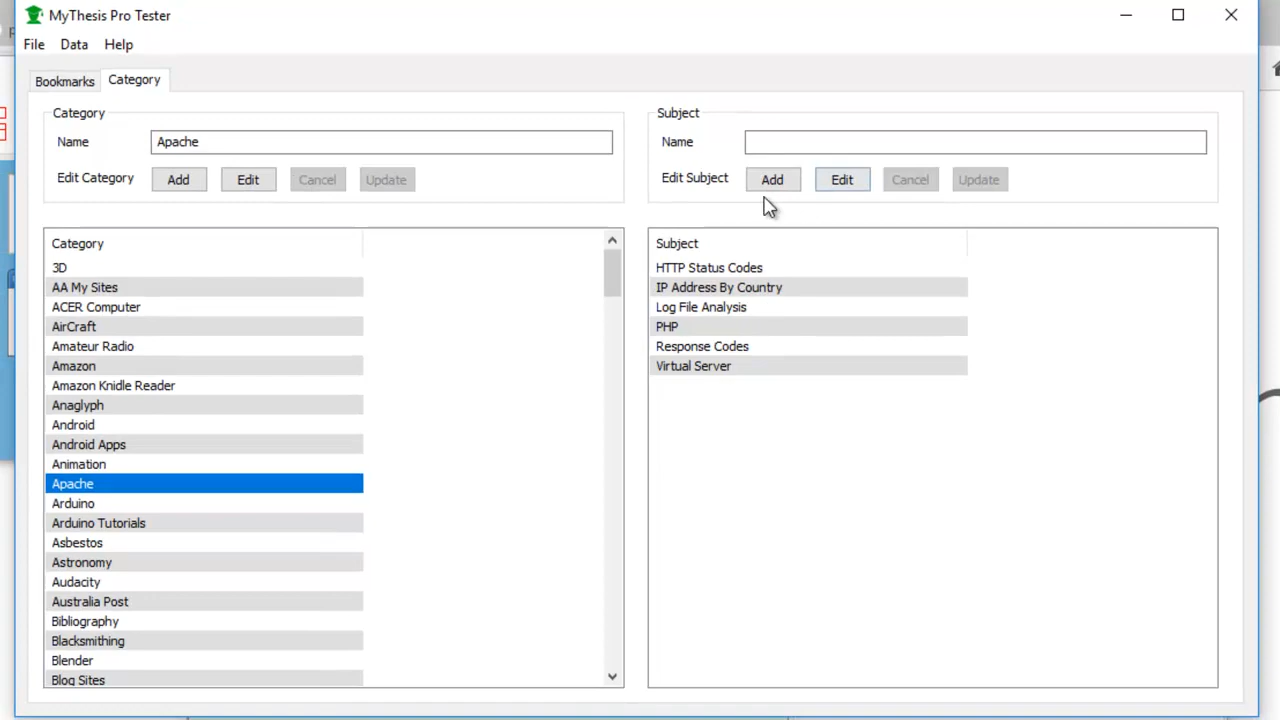 MyThesis Pro Tester
File Data Help
Bookmarks Category
Category
Name Apache
Edit Category Add Edit Cancel Update
Subject
Name
Edit Subject Add Edit Cancel Update
Category
3D
AA My Sites
ACER Computer
AirCraft
Amateur Radio
Amazon
Amazon Knidle Reader
Anaglyph
Android
Android Apps
Animation
Apache
Arduino
Arduino Tutorials
Asbestos
Astronomy
Audacity
Australia Post
Bibliography
Blacksmithing
Blender
Blog Sites
Subject
HTTP Status Codes
IP Address By Country
Log File Analysis
PHP
Response Codes
Virtual Server